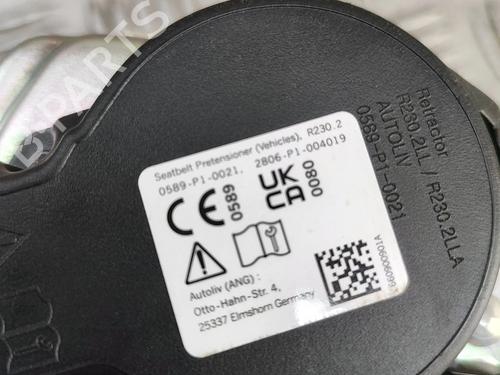 Seatbelt Pretensioner (Vehicles), R230.2
0589-P1-0021, 2806-P1-004019
CE 0589
UK CA 0080
Autoliv (ANG) :
Otto-Hahn-Str. 4,
25337 Elmshorn Germany
AT06006099
Retractor
R230.2LL / R230.2LLA
AUTOLIV
0589-P1-0021